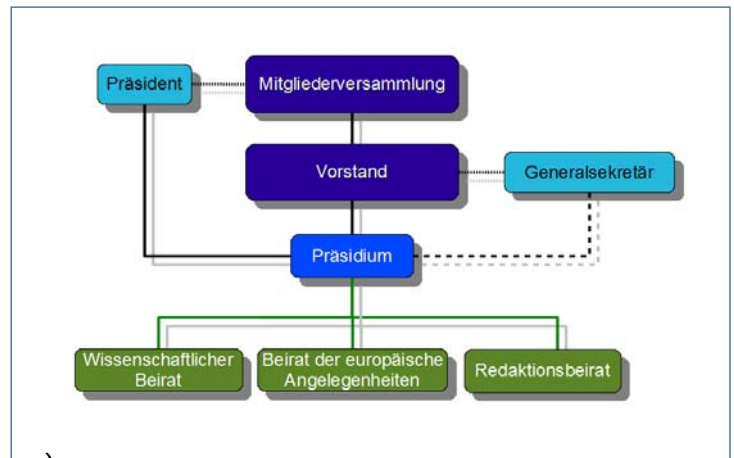 Präsident
Mitgliederversammlung
Vorstand
Generalsekretär
Präsidium
Wissenschaftlicher
Beirat
Beirat der europäische
Angelegenheiten
Redaktionsbeirat
)